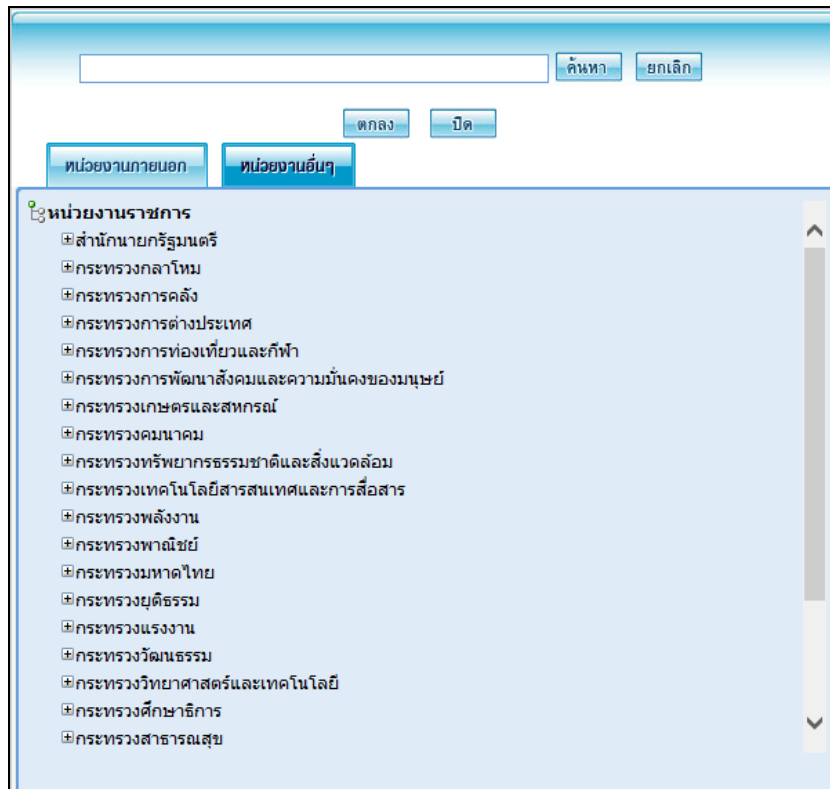 ค้นหา ยกเลิก
ตกลง ปิด
หน่วยงานภายนอก หน่วยงานอื่นๆ
หน่วยงานราชการ
สำนักนายกรัฐมนตรี
กระทรวงกลาโหม
กระทรวงการคลัง
กระทรวงการต่างประเทศ
กระทรวงการท่องเที่ยวและกีฬา
กระทรวงการพัฒนาสังคมและความมั่นคงของมนุษย์
กระทรวงเกษตรและสหกรณ์
กระทรวงคมนาคม
กระทรวงทรัพยากรธรรมชาติและสิ่งแวดล้อม
กระทรวงเทคโนโลยีสารสนเทศและการสื่อสาร
กระทรวงพลังงาน
กระทรวงพาณิชย์
กระทรวงมหาดไทย
กระทรวงยุติธรรม
กระทรวงแรงงาน
กระทรวงวัฒนธรรม
กระทรวงวิทยาศาสตร์และเทคโนโลยี
กระทรวงศึกษาธิการ
กระทรวงสาธารณสุข